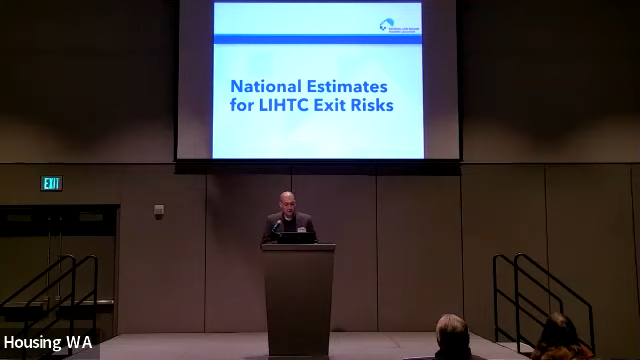 National Estimates
for LIHTC Exit Risks
EXIT
Housing WA